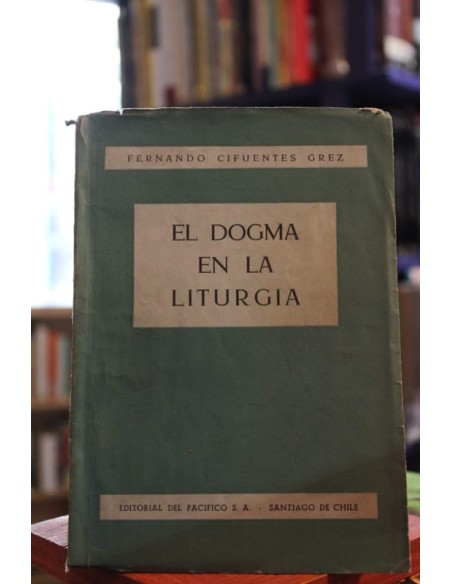 FERNANDO CIFUENTES GREZ
EL DOGMA
EN LA
LITURGIA
EDITORIAL DEL PACIFICO S. A. - SANTIAGO DE CHILE